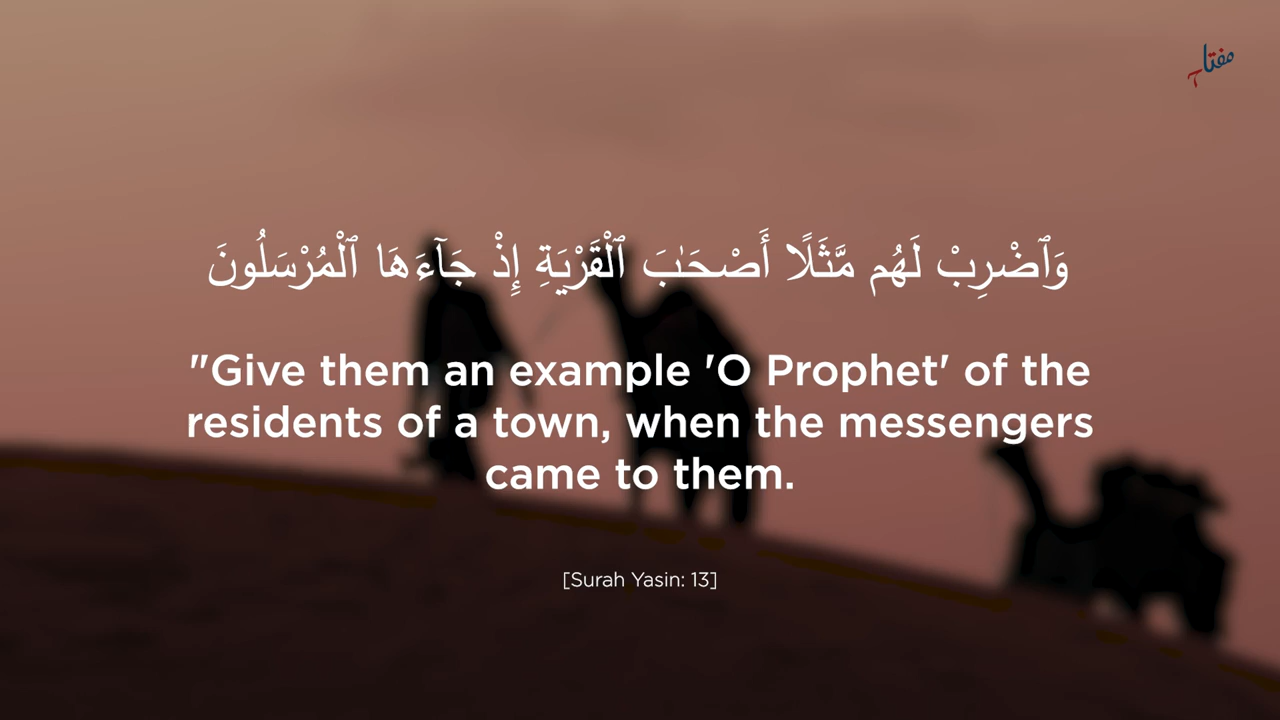 مفتاح
وَٱضْرِبْ لَهُم مَّثَلًا أَصْحَـٰبَ ٱلْقَرْيَةِ إِذْ جَآءَهَا ٱلْمُرْسَلُونَ
"Give them an example 'O Prophet' of the
residents of a town, when the messengers
came to them.
[Surah Yasin: 13]